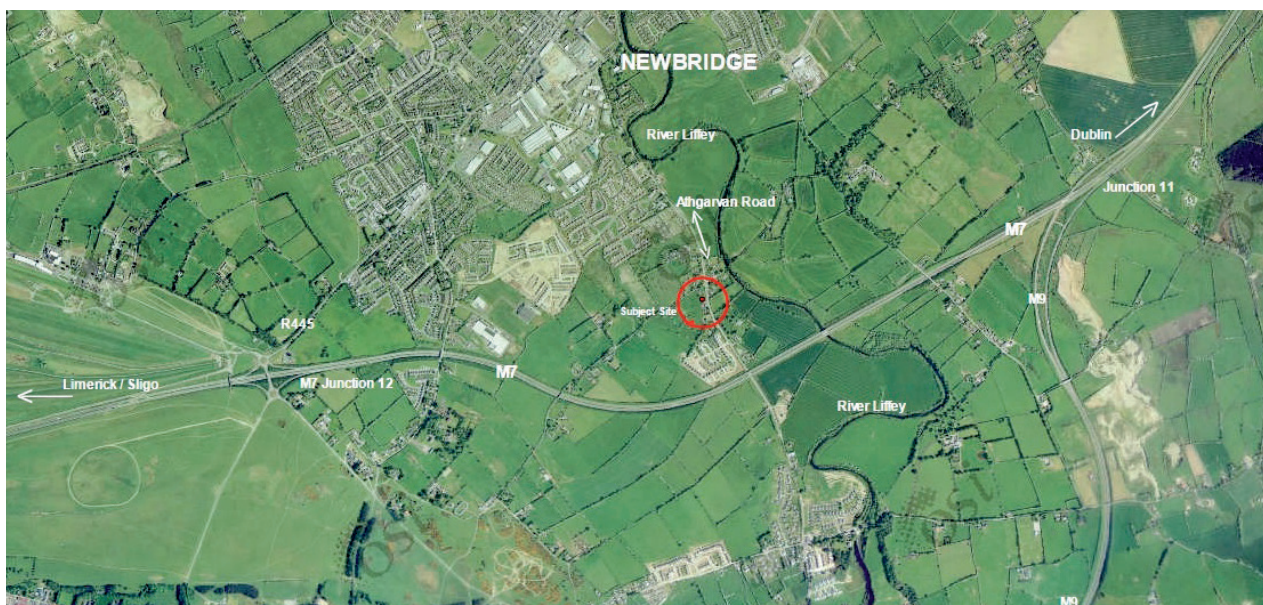 NEWBRIDGE
River Liffey
Dublin
Junction 11
Athgarvan Road
M7
M9
Subject Site
R445
M7
Limerick / Sligo
M7 Junction 12
River Liffey
M9